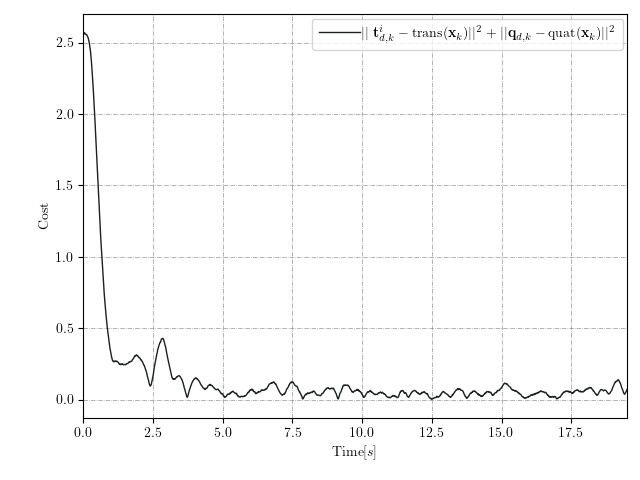 || t^i_{d,k} − trans(x_k)||^2 + ||q_{d,k} − quat(x_k)||^2
2.5
2.0
1.5
1.0
0.5
0.0
Cost
0.0 2.5 5.0 7.5 10.0 12.5 15.0 17.5
Time[s]